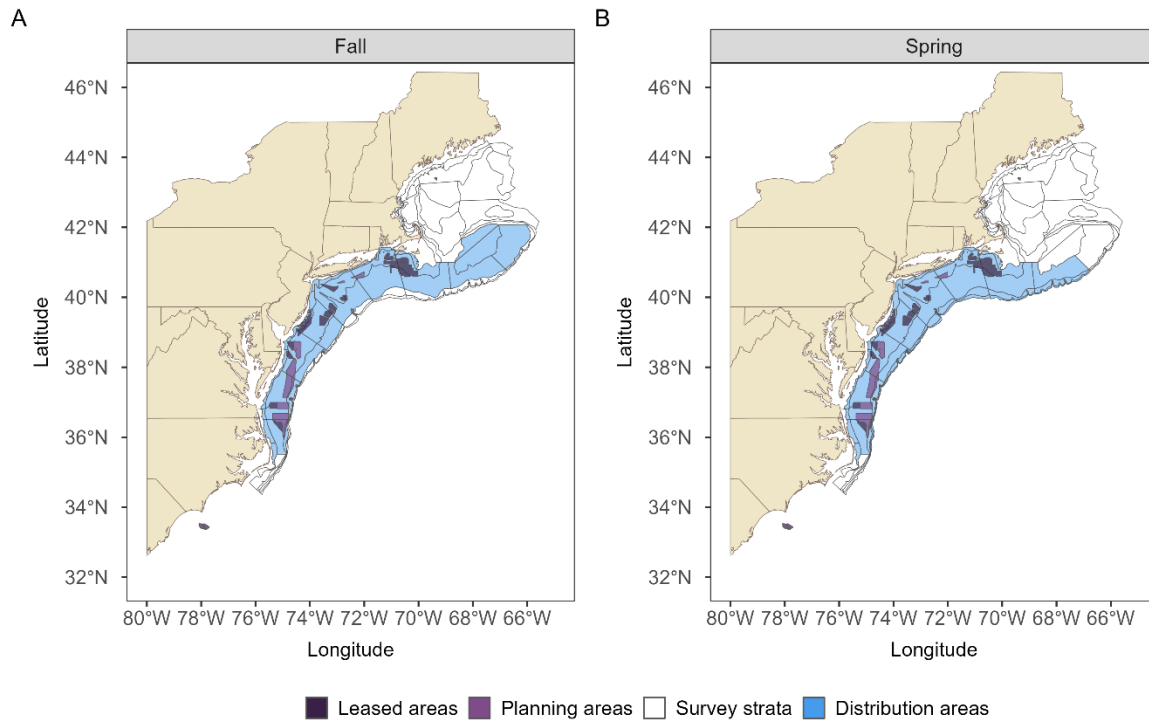 A
Fall
46°N
44°N
42°N
40°N
38°N
36°N
34°N
32°N
Latitude
80°W 76°W 74°W 72°W 70°W 68°W 66°W
Longitude
B
Spring
46°N
44°N
42°N
40°N
38°N
36°N
34°N
32°N
Latitude
80°W 76°W 74°W 72°W 70°W 68°W 66°W
Longitude
Leased areas Planning areas Survey strata Distribution areas